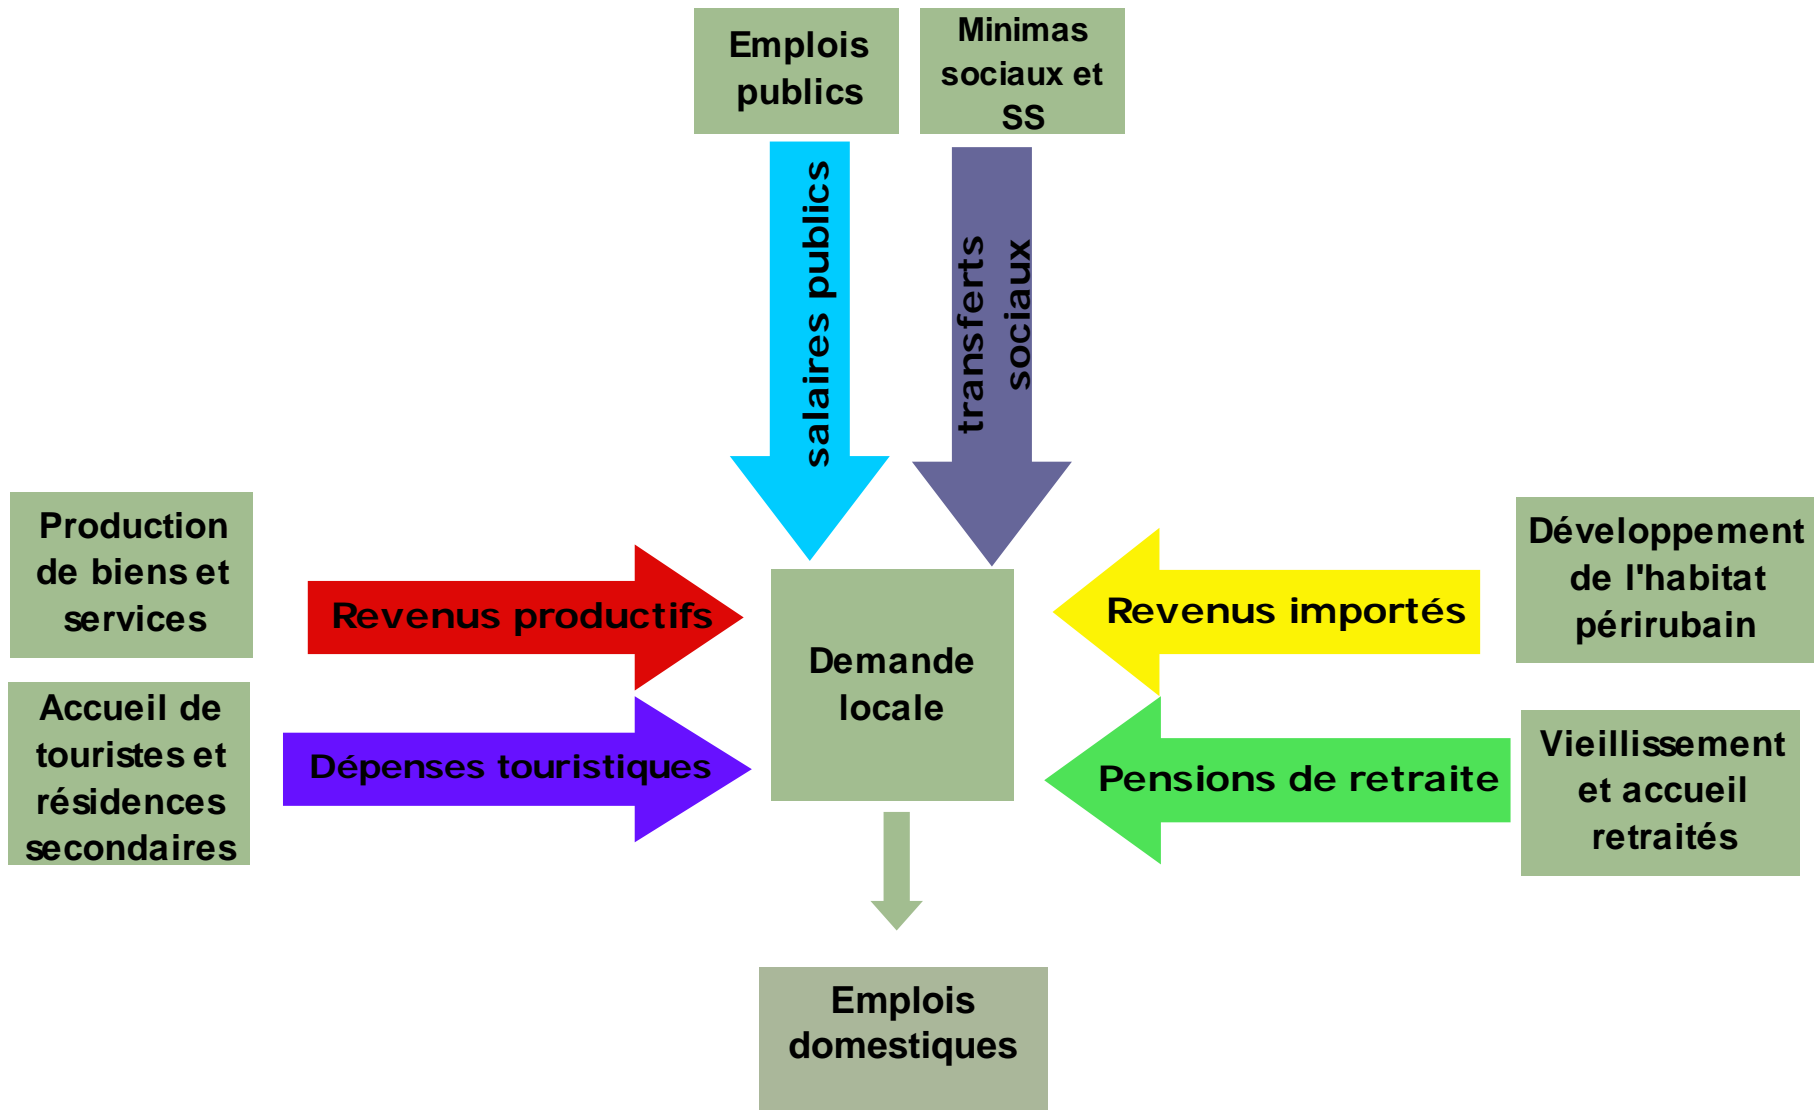 Emplois
publics
Minimas
sociaux et
SS
salaires publics
transferts
sociaux
Production
de biens et
services
Revenus productifs
Accueil de
touristes et
résidences
secondaires
Dépenses touristiques
Demande
locale
Revenus importés
Développement
de l'habitat
périrubain
Pensions de retraite
Vieillissement
et accueil
retraités
Emplois
domestiques